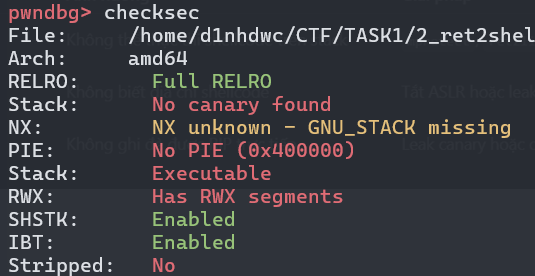 pwndbg> checksec
File:     /home/d1nhdwc/CTF/TASK1/2_ret2shel
Arch:     amd64
RELRO:      Full RELRO
Stack:      No canary found
NX:         NX unknown - GNU_STACK missing
PIE:        No PIE (0x400000)
Stack:      Executable
RWX:        Has RWX segments
SHSTK:      Enabled
IBT:        Enabled
Stripped:   No